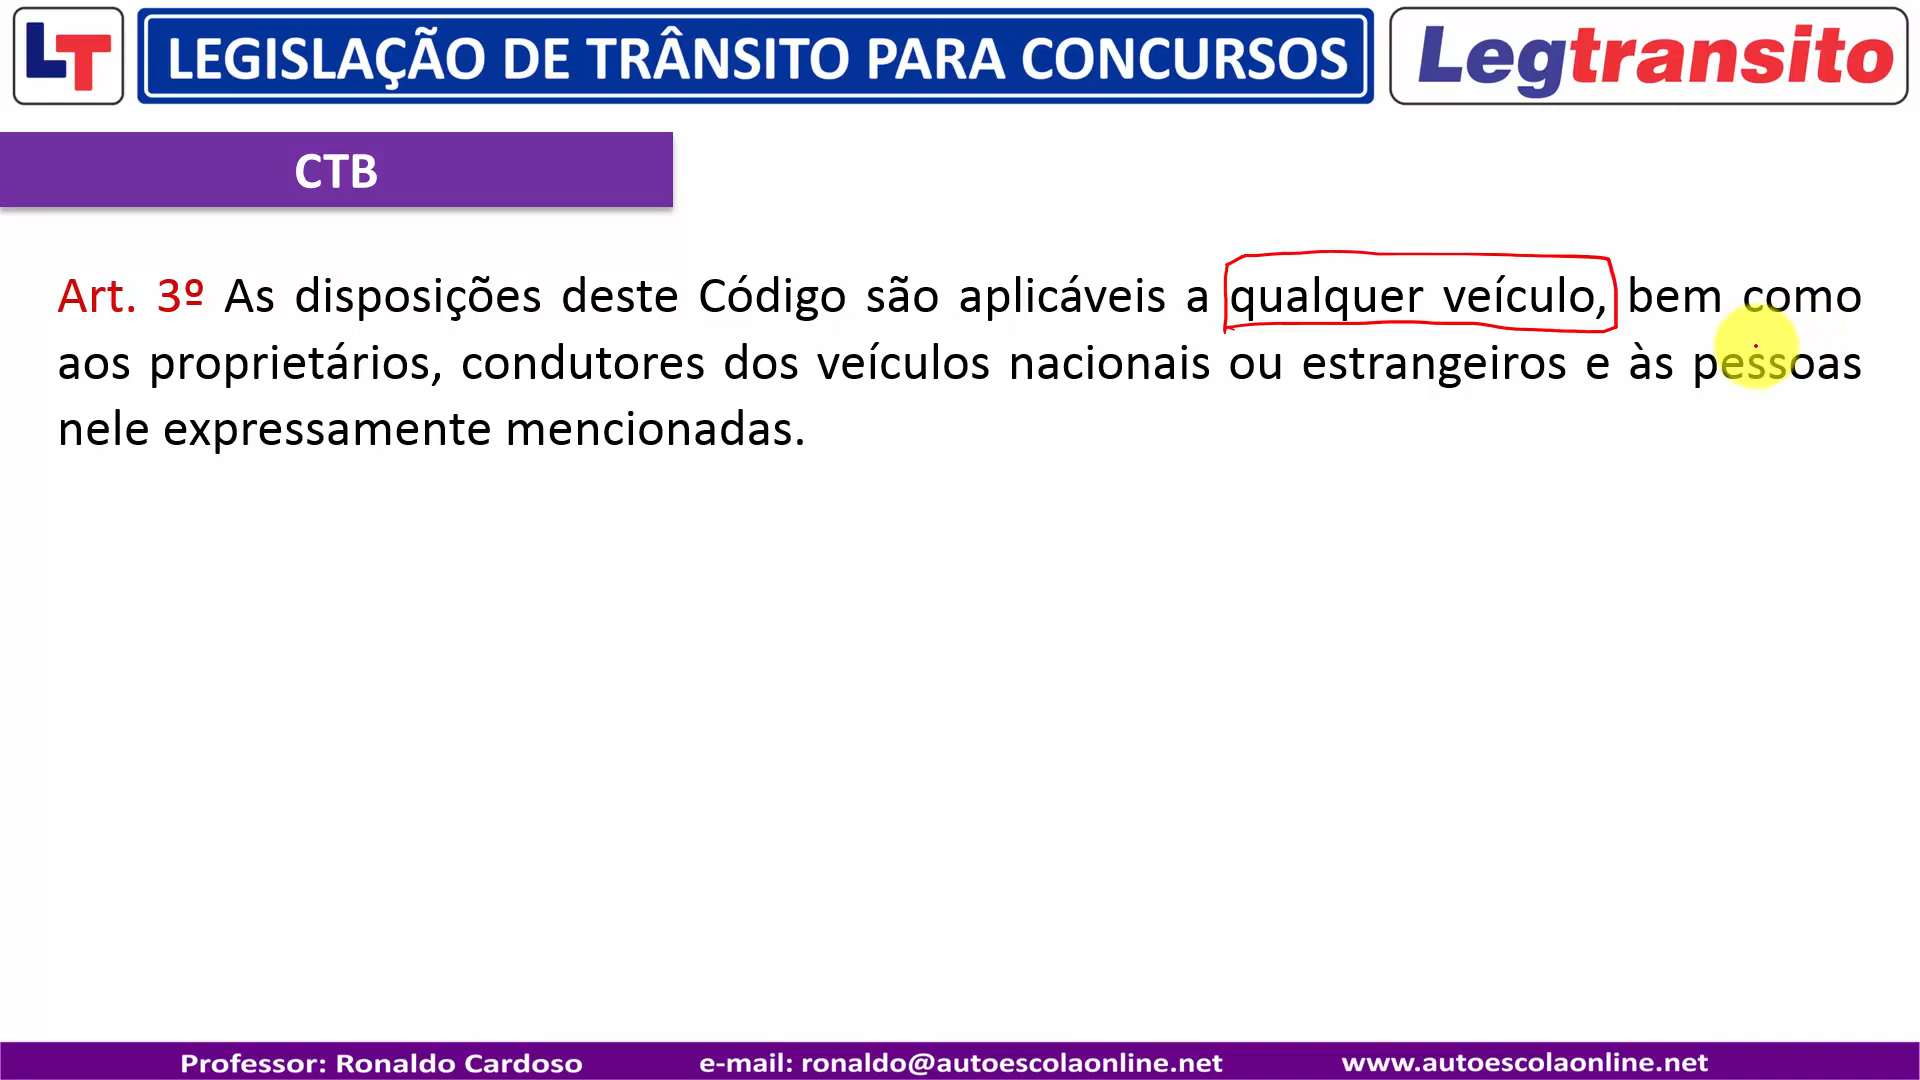 LT
LEGISLAÇÃO DE TRÂNSITO PARA CONCURSOS
Legtransito
CTB
Art. 3º As disposições deste Código são aplicáveis a qualquer veículo, bem como
aos proprietários, condutores dos veículos nacionais ou estrangeiros e às pessoas
nele expressamente mencionadas.
Professor: Ronaldo Cardoso e-mail: ronaldo@autoescolaonline.net www.autoescolaonline.net